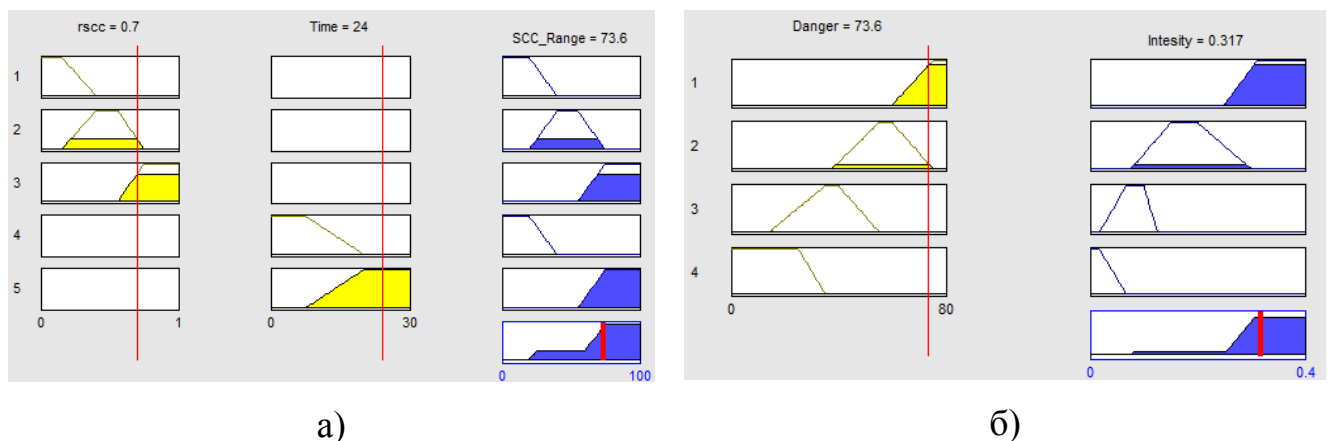 rscc = 0.7
Time = 24
SCC_Range = 73.6
1
2
3
4
5
0
1
0
30
0
100
а)
Danger = 73.6
Intesity = 0.317
1
2
3
4
0
80
0
0.4
б)